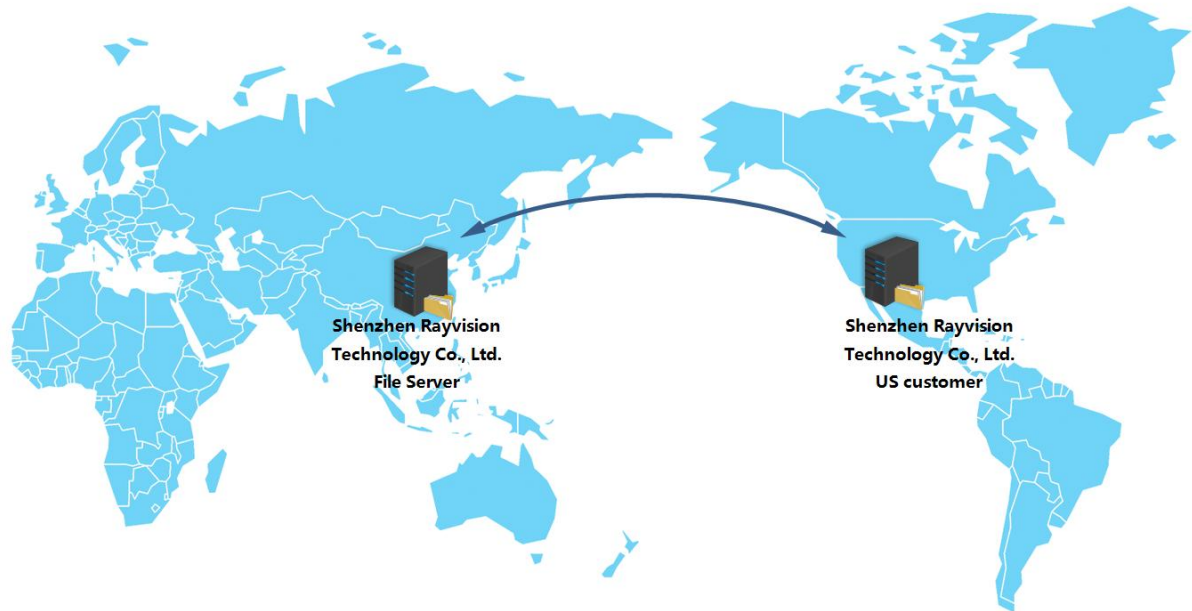 Shenzhen Rayvision
Technology Co., Ltd.
File Server
Shenzhen Rayvision
Technology Co., Ltd.
US customer